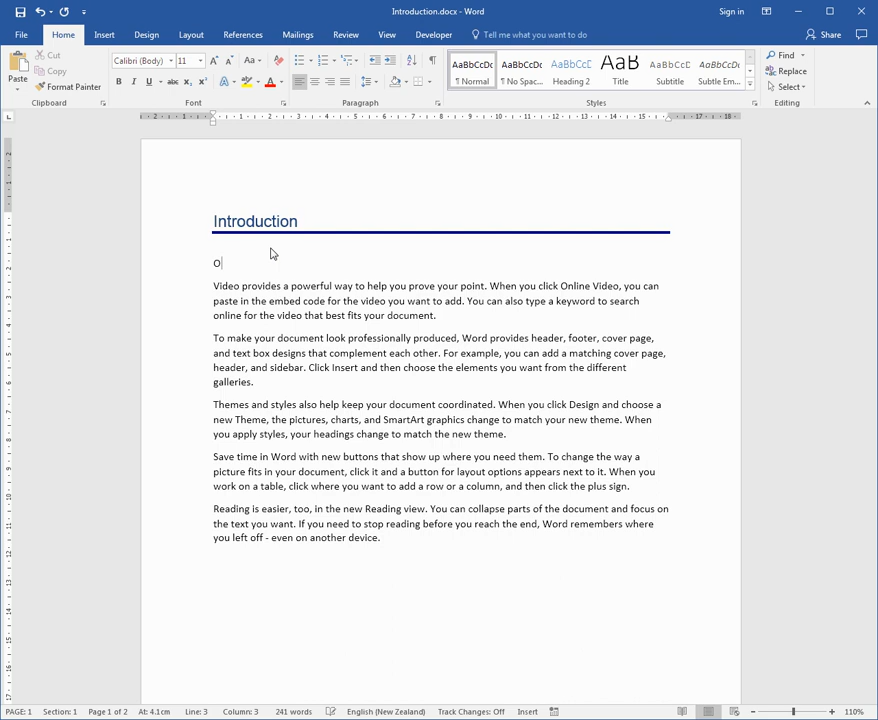 Introduction.docx - Word
Sign in
File Home Insert Design Layout References Mailings Review View Developer Tell me what you want to do Share
Paste
Cut
Copy
Format Painter
Clipboard
Calibri (Body) 11
Font
Paragraph
AaBbCcDc AaBbCcDc AaBbCcD AaB AaBbCcD AaBbCcD
¶ Normal ¶ No Spac... Heading 2 Title Subtitle Subtle Em...
Styles
Find
Replace
Select
Editing
Introduction
O
Video provides a powerful way to help you prove your point. When you click Online Video, you can
paste in the embed code for the video you want to add. You can also type a keyword to search
online for the video that best fits your document.
To make your document look professionally produced, Word provides header, footer, cover page,
and text box designs that complement each other. For example, you can add a matching cover page,
header, and sidebar. Click Insert and then choose the elements you want from the different
galleries.
Themes and styles also help keep your document coordinated. When you click Design and choose a
new Theme, the pictures, charts, and SmartArt graphics change to match your new theme. When
you apply styles, your headings change to match the new theme.
Save time in Word with new buttons that show up where you need them. To change the way a
picture fits in your document, click it and a button for layout options appears next to it. When you
work on a table, click where you want to add a row or a column, and then click the plus sign.
Reading is easier, too, in the new Reading view. You can collapse parts of the document and focus on
the text you want. If you need to stop reading before you reach the end, Word remembers where
you left off - even on another device.
PAGE: 1 Section: 1 Page 1 of 2 At: 4.1cm Line: 3 Column: 3 241 words English (New Zealand) Track Changes: Off Insert 110%